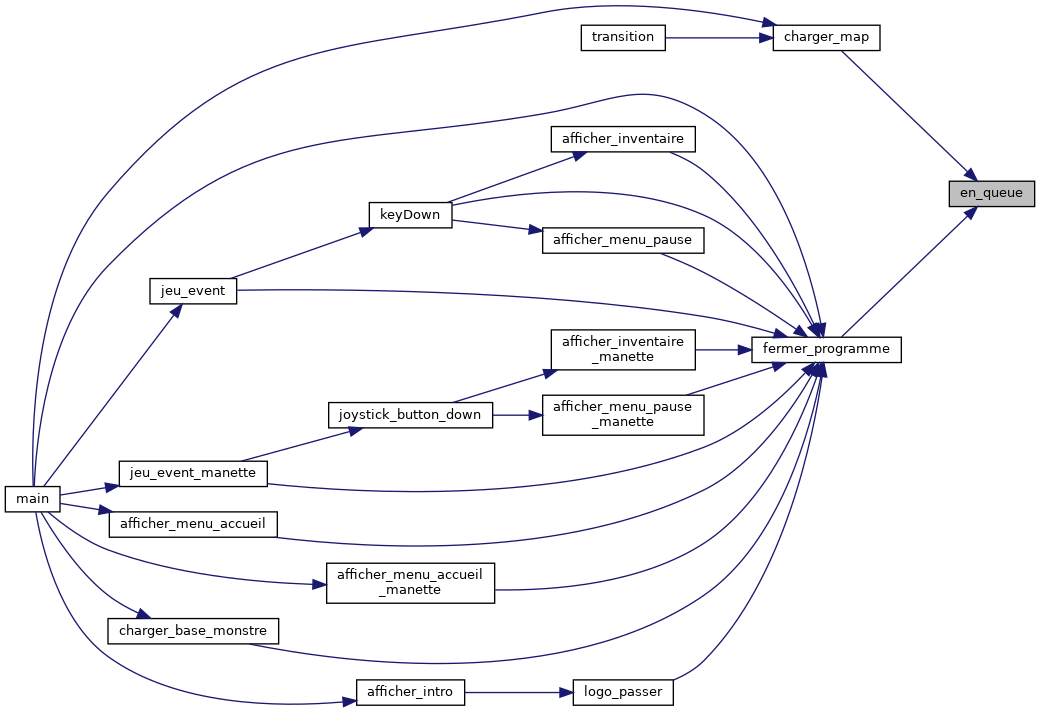 transition
charger_map
afficher_inventaire
en_queue
keyDown
afficher_menu_pause
jeu_event
afficher_inventaire
_manette
fermer_programme
afficher_menu_pause
_manette
joystick_button_down
jeu_event_manette
main
afficher_menu_accueil
afficher_menu_accueil
_manette
charger_base_monstre
afficher_intro
logo_passer